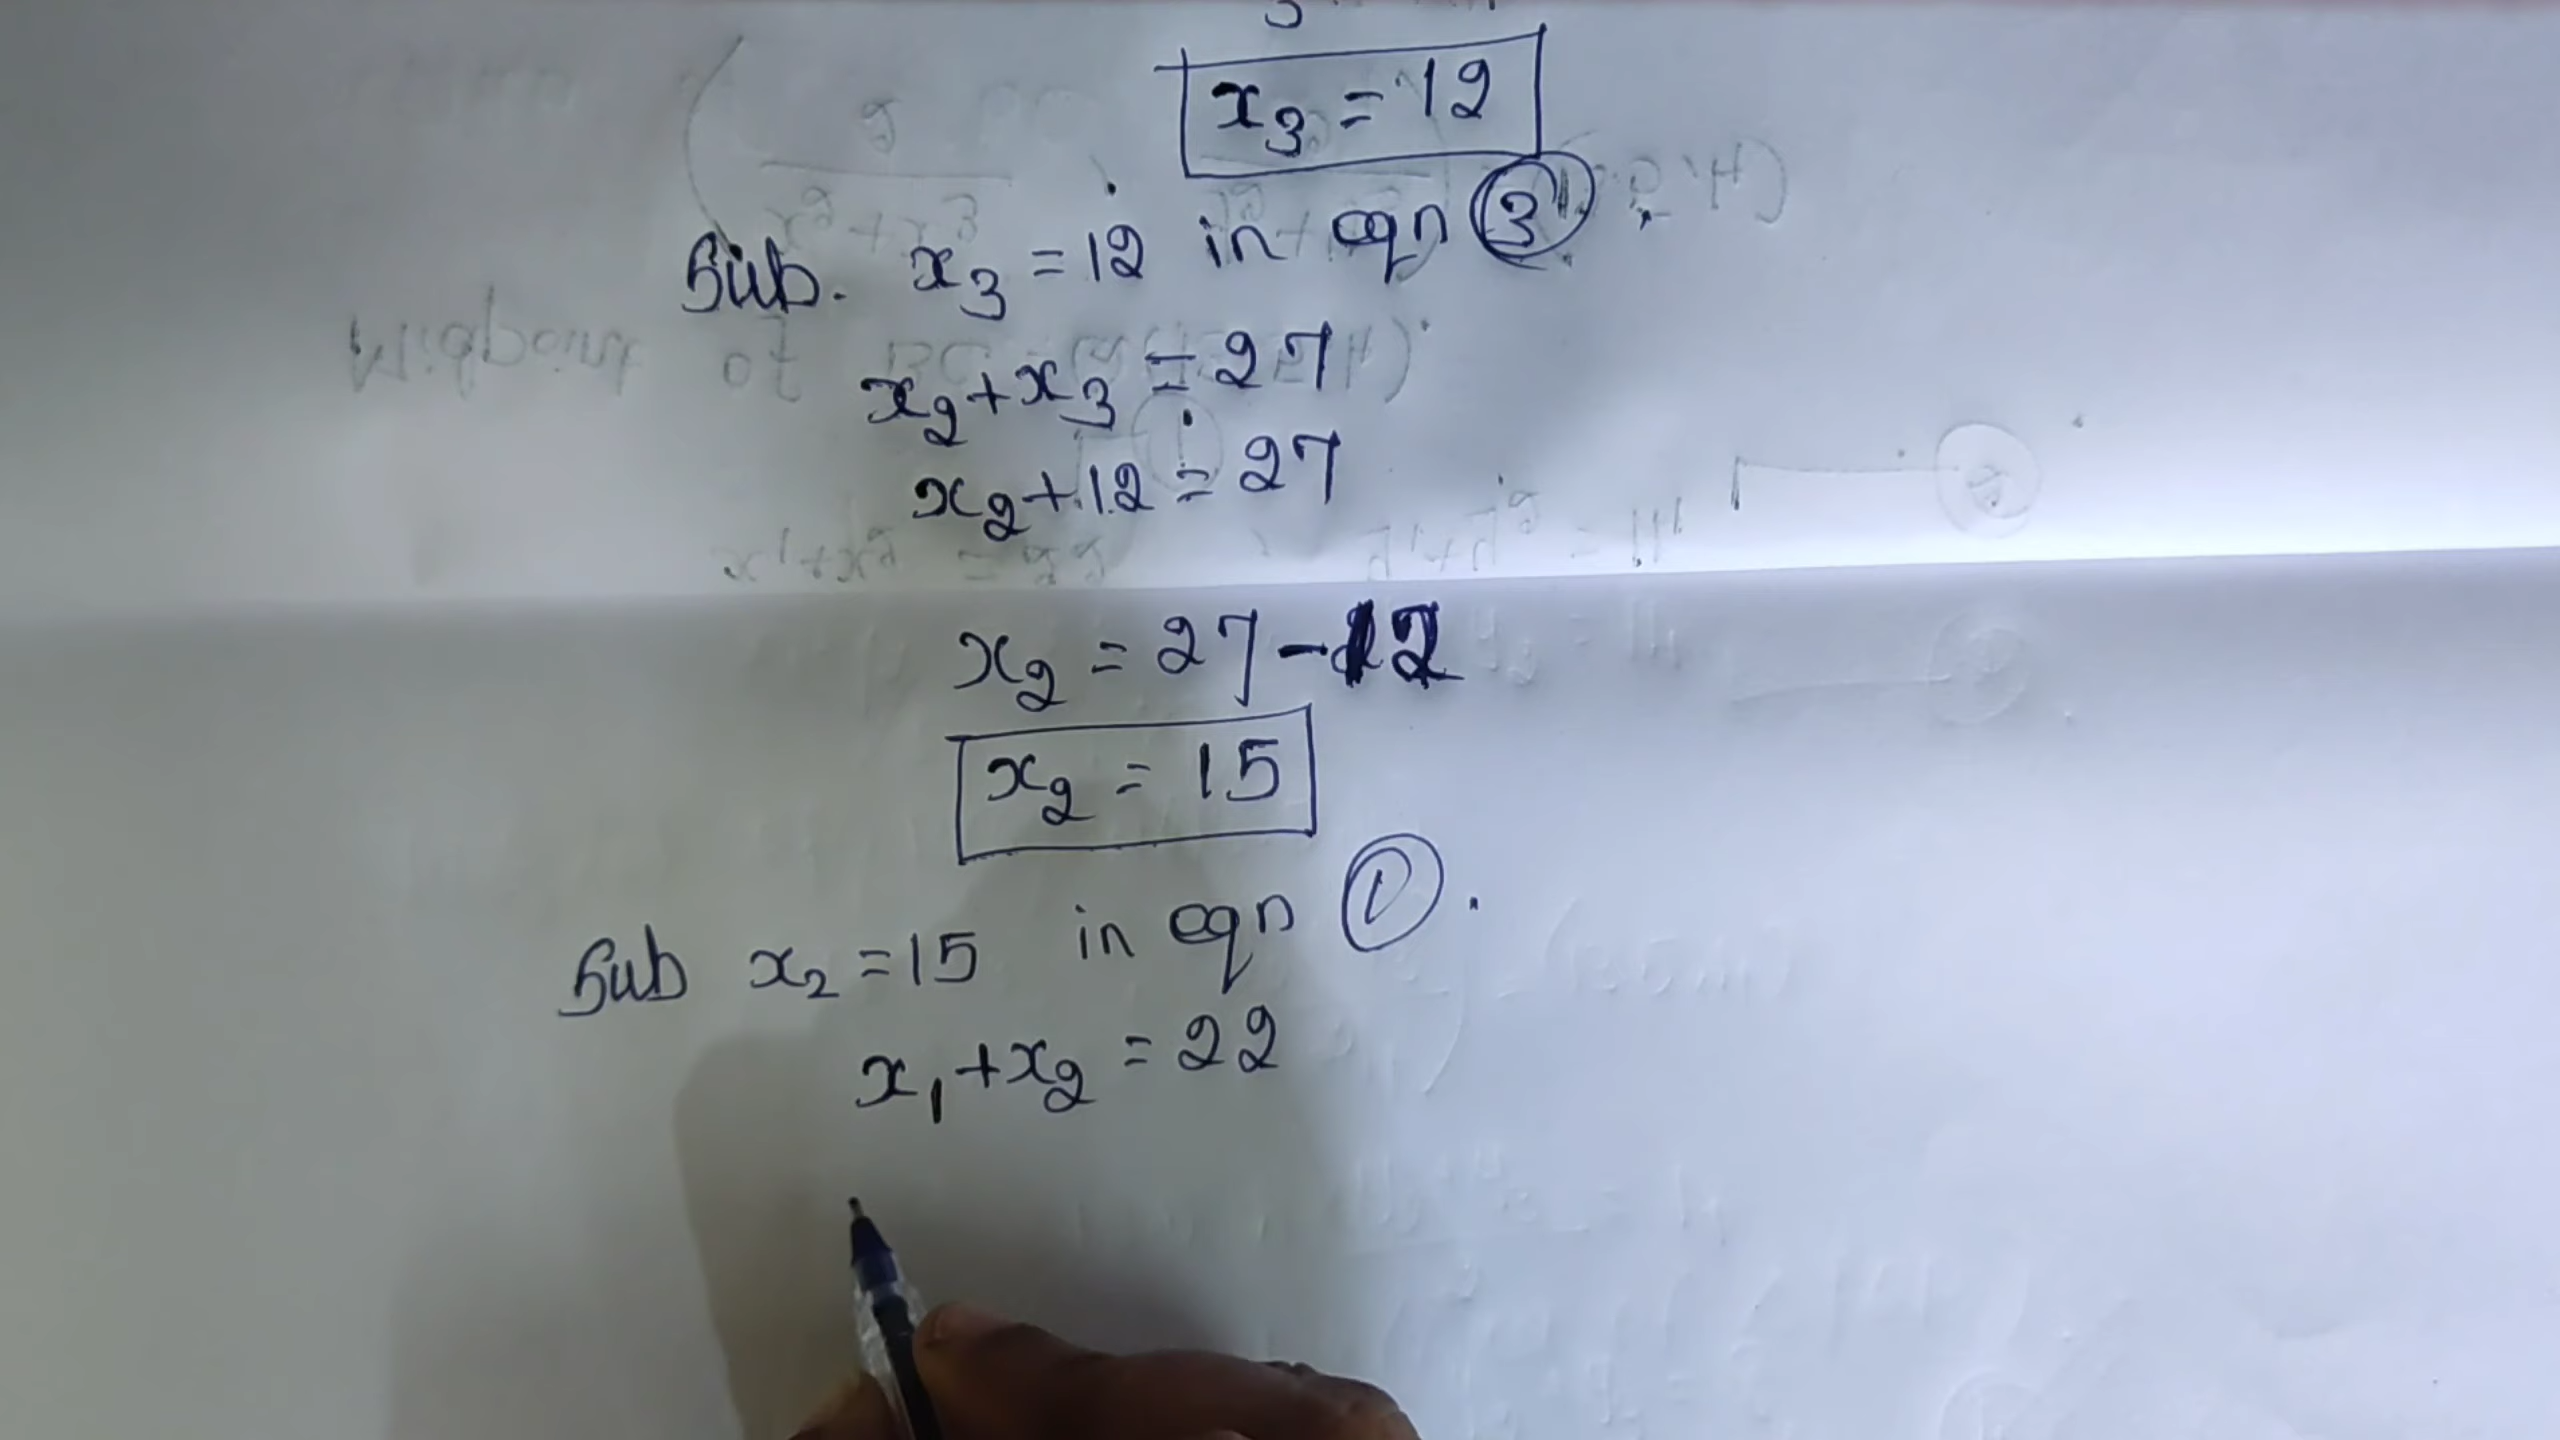 x₃ = 12
Sub. x₃ = 12 in eqn ③
x₂ + x₃ = 27
x₂ + 12 = 27
x₂ = 27 - 12
x₂ = 15
Sub x₂ = 15 in eqn ①.
x₁ + x₂ = 22